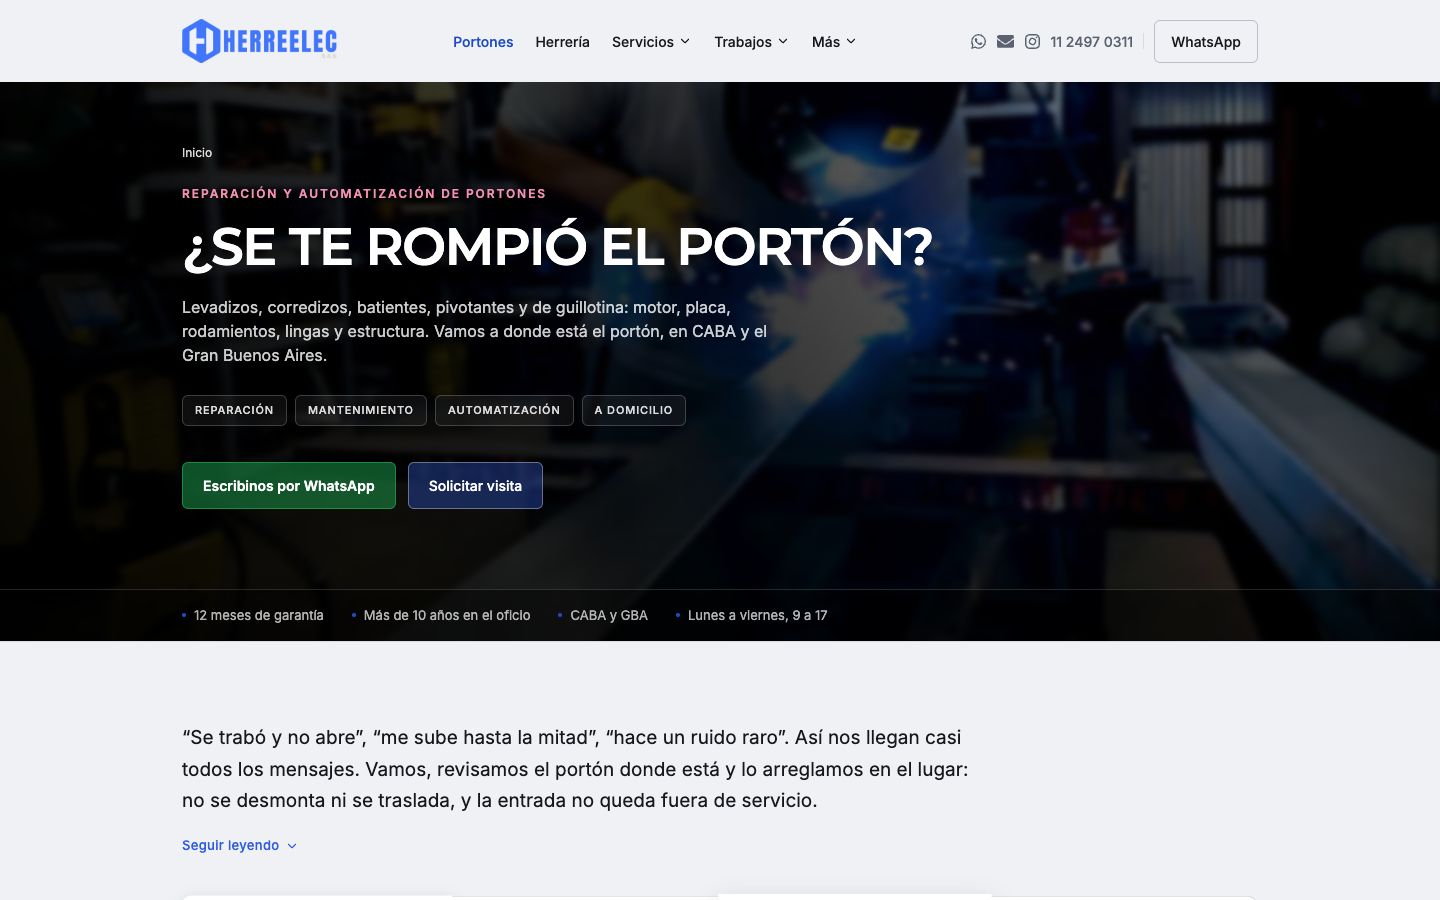 HERREELEC
Portones
Herrería
Servicios
Trabajos
Más
11 2497 0311
WhatsApp
Inicio
REPARACIÓN Y AUTOMATIZACIÓN DE PORTONES
¿SE TE ROMPIÓ EL PORTÓN?
Levadizos, corredizos, batientes, pivotantes y de guillotina: motor, placa,
rodamientos, lingas y estructura. Vamos a donde está el portón, en CABA y el
Gran Buenos Aires.
REPARACIÓN
MANTENIMIENTO
AUTOMATIZACIÓN
A DOMICILIO
Escribinos por WhatsApp
Solicitar visita
12 meses de garantía
Más de 10 años en el oficio
CABA y GBA
Lunes a viernes, 9 a 17
“Se trabó y no abre”, “me sube hasta la mitad”, “hace un ruido raro”. Así nos llegan casi
todos los mensajes. Vamos, revisamos el portón donde está y lo arreglamos en el lugar:
no se desmonta ni se traslada, y la entrada no queda fuera de servicio.
Seguir leyendo